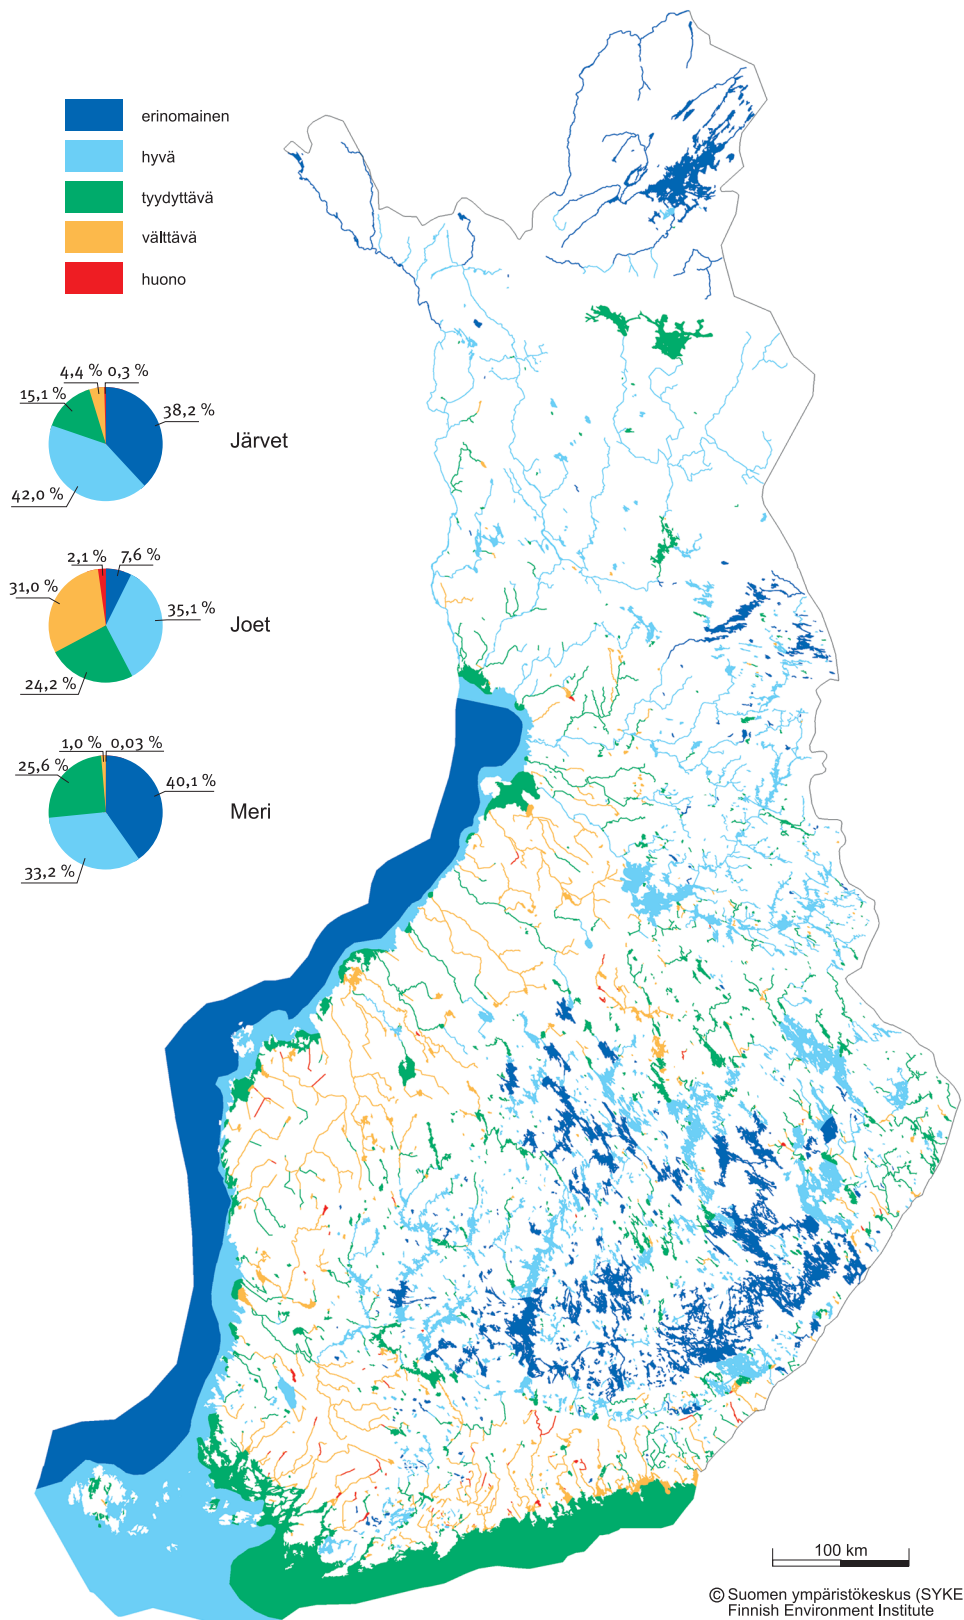 erinomainen
hyvä
tyydyttävä
välttävä
huono
4,4 %
0,3 %
15,1 %
38,2 %
Järvet
42,0 %
2,1 %
7,6 %
31,0 %
35,1 %
Joet
24,2 %
1,0 %
0,03 %
25,6 %
40,1 %
Meri
33,2 %
100 km
© Suomen ympäristökeskus (SYKE
Finnish Environment Institute